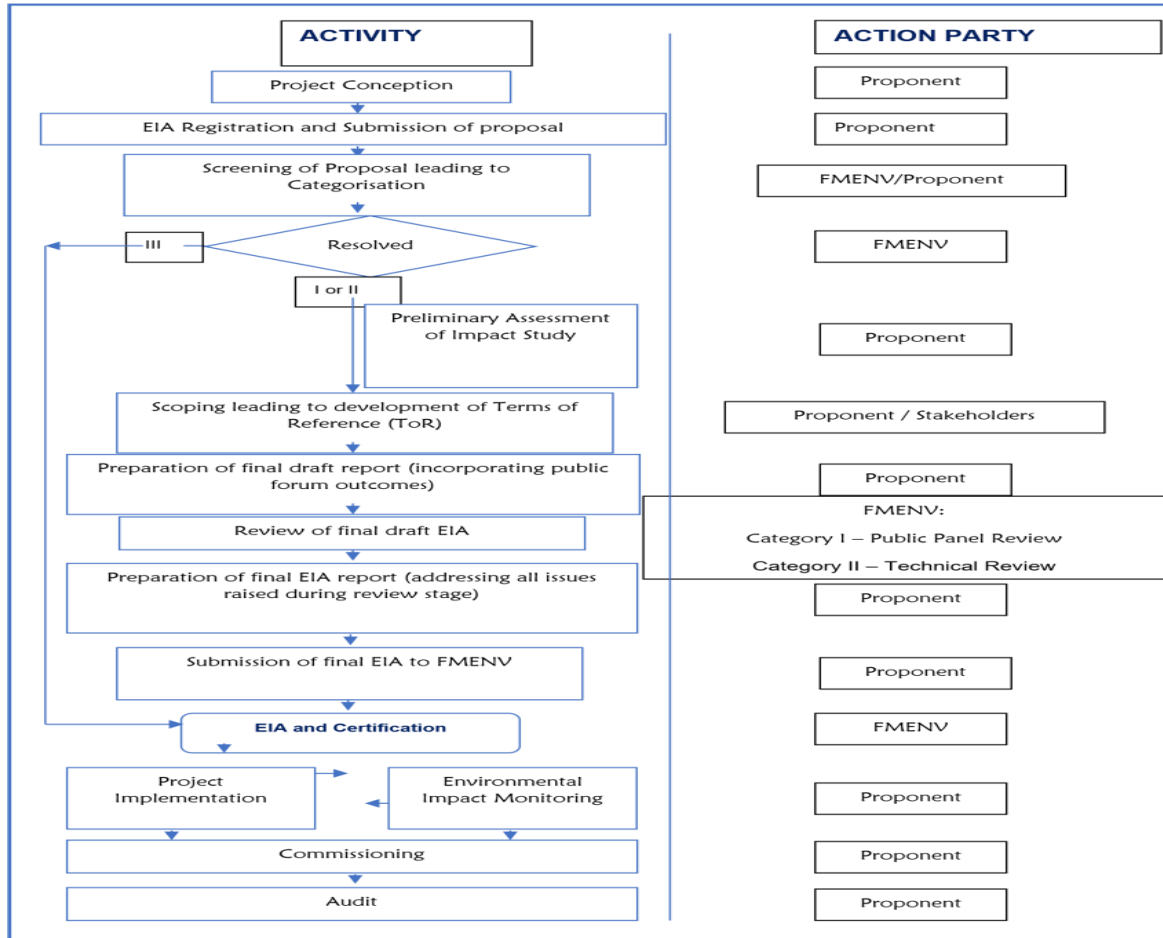 ACTIVITY
ACTION PARTY
Project Conception
Proponent
EIA Registration and Submission of proposal
Proponent
Screening of Proposal leading to
Categorisation
FMENV/Proponent
III
Resolved
FMENV
I or II
Preliminary Assessment
of Impact Study
Proponent
Scoping leading to development of Terms of
Reference (ToR)
Proponent / Stakeholders
Preparation of final draft report (incorporating public
forum outcomes)
Proponent
Review of final draft EIA
FMENV:
Category I – Public Panel Review
Category II – Technical Review
Preparation of final EIA report (addressing all issues
raised during review stage)
Proponent
Submission of final EIA to FMENV
Proponent
EIA and Certification
FMENV
Project
Implementation
Environmental
Impact Monitoring
Proponent
Commissioning
Proponent
Audit
Proponent